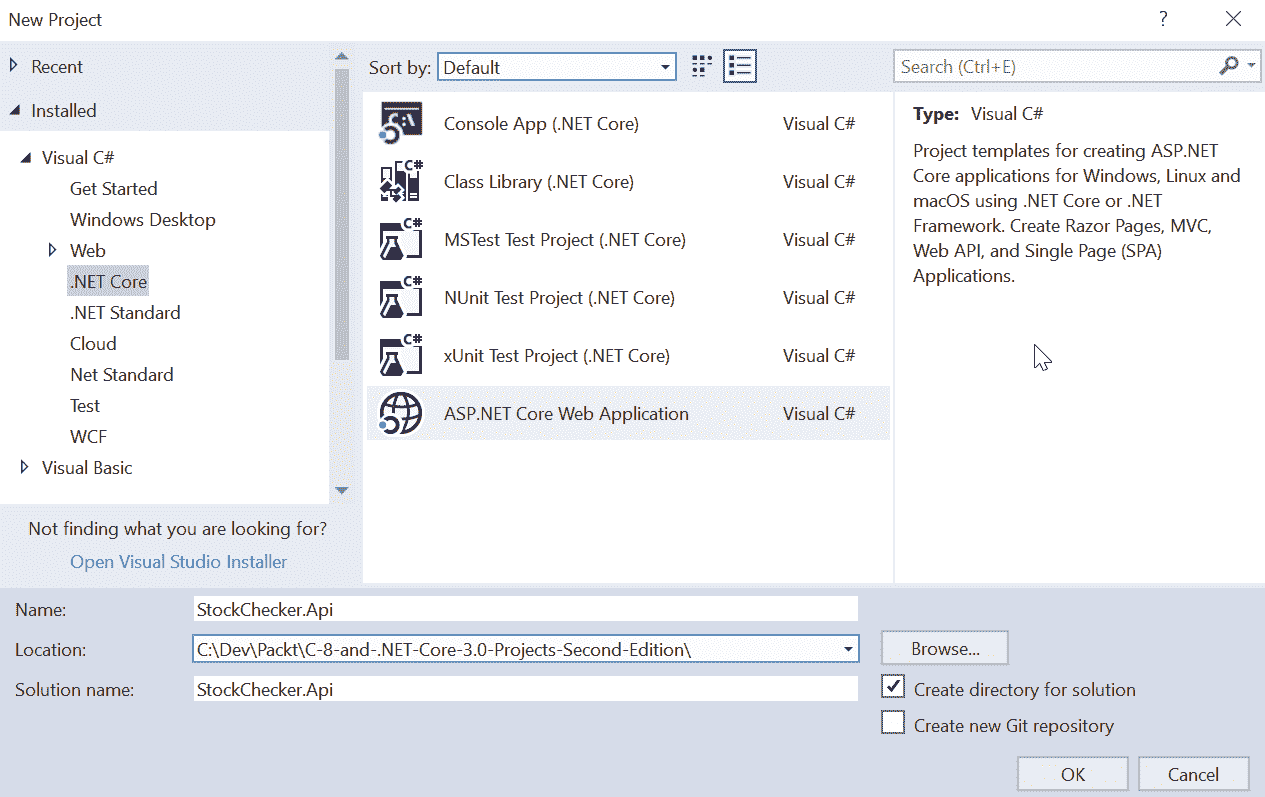 New Project
?
Recent
Installed
Visual C#
Get Started
Windows Desktop
Web
.NET Core
.NET Standard
Cloud
Net Standard
Test
WCF
Visual Basic
Not finding what you are looking for?
Open Visual Studio Installer
Sort by: Default
Search (Ctrl+E)
C:\ Console App (.NET Core) Visual C#
C# Class Library (.NET Core) Visual C#
C# MSTest Test Project (.NET Core) Visual C#
C# NUnit Test Project (.NET Core) Visual C#
C# xUnit Test Project (.NET Core) Visual C#
ASP.NET Core Web Application Visual C#
Type: Visual C#
Project templates for creating ASP.NET
Core applications for Windows, Linux and
macOS using .NET Core or .NET
Framework. Create Razor Pages, MVC,
Web API, and Single Page (SPA)
Applications.
Name: StockChecker.Api
Location: C:\Dev\Packt\C-8-and-.NET-Core-3.0-Projects-Second-Edition\
Browse...
Solution name: StockChecker.Api
Create directory for solution
Create new Git repository
OK
Cancel